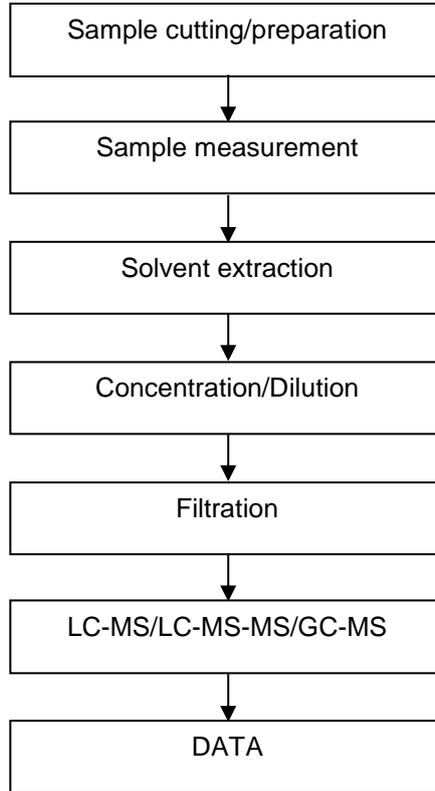 Sample cutting/preparation
Sample measurement
Solvent extraction
Concentration/Dilution
Filtration
LC-MS/LC-MS-MS/GC-MS
DATA